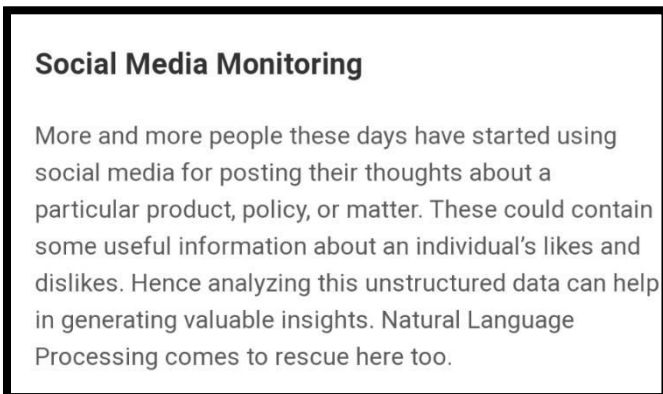 Social Media Monitoring
More and more people these days have started using
social media for posting their thoughts about a
particular product, policy, or matter. These could contain
some useful information about an individual’s likes and
dislikes. Hence analyzing this unstructured data can help
in generating valuable insights. Natural Language
Processing comes to rescue here too.